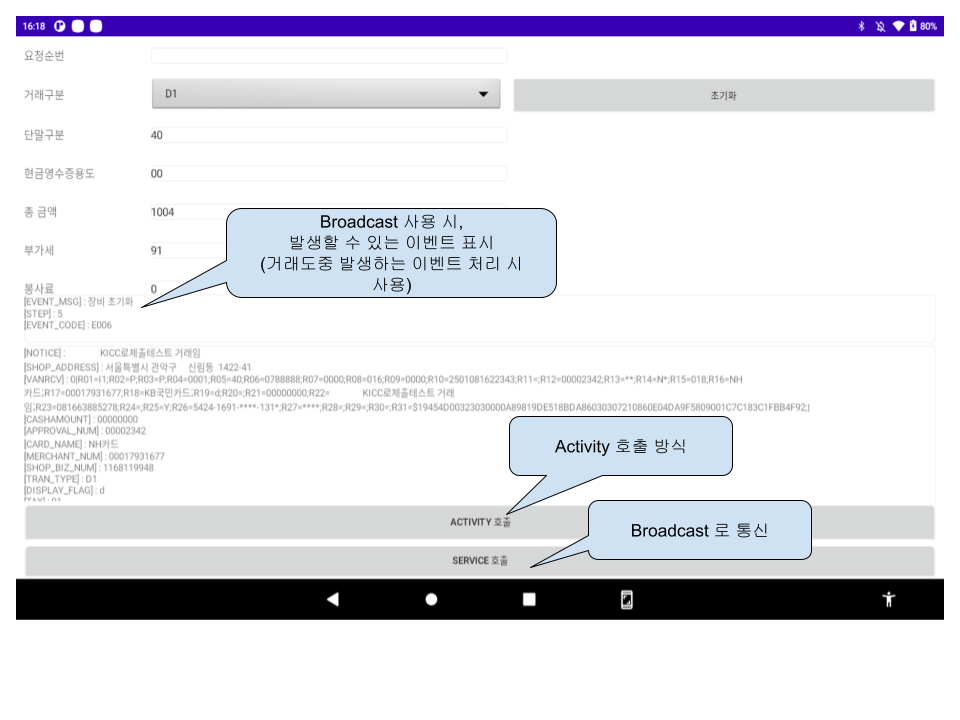 16:18
80%
요청순번
거래구분 D1 초기화
단말구분 40
현금영수증용도 00
총 금액 1004
Broadcast 사용 시,
발생할 수 있는 이벤트 표시
(거래도중 발생하는 이벤트 처리 시
사용)
부가세 91
봉사료 0
[EVENT_MSG] : 장비 초기화
[STEP] : 5
[EVENT_CODE] : E006
[NOTICE] : KICC로제출테스트 거래임
[SHOP_ADDRESS] : 서울특별시 관악구 신림동 1422-41
[VANRCV] : 0|R01=I1;R02=P;R03=P;R04=0001;R05=40;R06=0788888;R07=0000;R08=016;R09=0000;R10=2501081622343;R11=;R12=00002342;R13=**;R14=N*;R15=018;R16=NH
카드;R17=00017931677;R18=KB국민카드;R19=d;R20=;R21=00000000;R22= KICC로제출테스트 거래
임;R23=081663885278;R24=;R25=Y;R26=5424-1691-****-131*;R27=****;R28=;R29=;R30=;R31=$19454D00323030000A89819DE518BDA86030307210860E04DA9F5809001C7C183C1FBB4F92;|
[CASHAMOUNT] : 00000000
[APPROVAL_NUM] : 00002342
[CARD_NAME] : NH카드
[MERCHANT_NUM] : 00017931677
[SHOP_BIZ_NUM] : 1168119948
[TRAN_TYPE] : D1
[DISPLAY_FLAG] : d
[TAX] : 91
Activity 호출 방식
ACTIVITY 호출
Broadcast 로 통신
SERVICE 호출